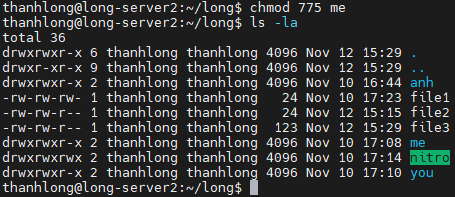 thanhlong@long-server2:~/long$ chmod 775 me
thanhlong@long-server2:~/long$ ls -la
total 36
drwxrwxr-x 6 thanhlong thanhlong 4096 Nov 12 15:29 .
drwxr-xr-x 9 thanhlong thanhlong 4096 Nov 12 15:29 ..
drwxrwxr-x 2 thanhlong thanhlong 4096 Nov 10 16:44 anh
-rw-rw-rw- 1 thanhlong thanhlong 24 Nov 10 17:23 file1
-rw-rw-r-- 1 thanhlong thanhlong 24 Nov 12 15:15 file2
-rw-rw-r-- 1 thanhlong thanhlong 123 Nov 12 15:29 file3
drwxrwxr-x 2 thanhlong thanhlong 4096 Nov 10 17:08 me
drwxrwxrwx 2 thanhlong thanhlong 4096 Nov 10 17:14 nitro
drwxrwxr-x 2 thanhlong thanhlong 4096 Nov 10 17:10 you
thanhlong@long-server2:~/long$